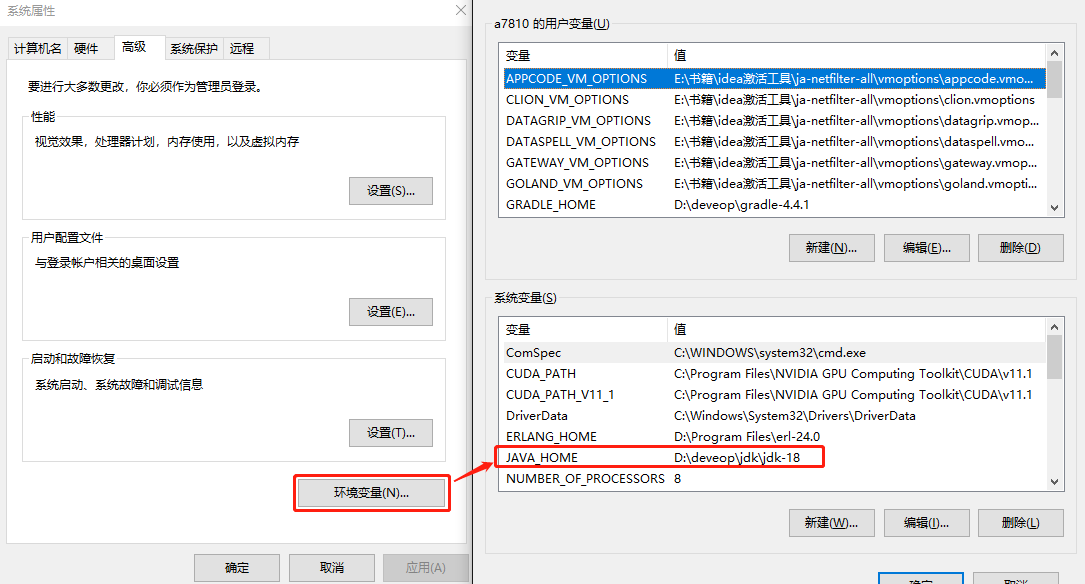 系统属性
计算机名 硬件 高级 系统保护 远程
要进行大多数更改，你必须作为管理员登录。
性能
视觉效果，处理器计划，内存使用，以及虚拟内存
设置(S)...
用户配置文件
与登录帐户相关的桌面设置
设置(E)...
启动和故障恢复
系统启动、系统故障和调试信息
设置(T)...
环境变量(N)...
确定 取消 应用(A)
a7810 的用户变量(U)
变量 值
APPCODE_VM_OPTIONS E:\书籍\idea激活工具\ja-netfilter-all\vmoptions\appcode.vmo...
CLION_VM_OPTIONS E:\书籍\idea激活工具\ja-netfilter-all\vmoptions\clion.vmoptions
DATAGRIP_VM_OPTIONS E:\书籍\idea激活工具\ja-netfilter-all\vmoptions\datagrip.vmop...
DATASPELL_VM_OPTIONS E:\书籍\idea激活工具\ja-netfilter-all\vmoptions\dataspell.vmo...
GATEWAY_VM_OPTIONS E:\书籍\idea激活工具\ja-netfilter-all\vmoptions\gateway.vmop...
GOLAND_VM_OPTIONS E:\书籍\idea激活工具\ja-netfilter-all\vmoptions\goland.vmopti...
GRADLE_HOME D:\deveop\gradle-4.4.1
新建(N)... 编辑(E)... 删除(D)
系统变量(S)
变量 值
ComSpec C:\WINDOWS\system32\cmd.exe
CUDA_PATH C:\Program Files\NVIDIA GPU Computing Toolkit\CUDA\v11.1
CUDA_PATH_V11_1 C:\Program Files\NVIDIA GPU Computing Toolkit\CUDA\v11.1
DriverData C:\Windows\System32\Drivers\DriverData
ERLANG_HOME D:\Program Files\erl-24.0
JAVA_HOME D:\deveop\jdk\jdk-18
NUMBER_OF_PROCESSORS 8
新建(W)... 编辑(I)... 删除(L)
确定 取消